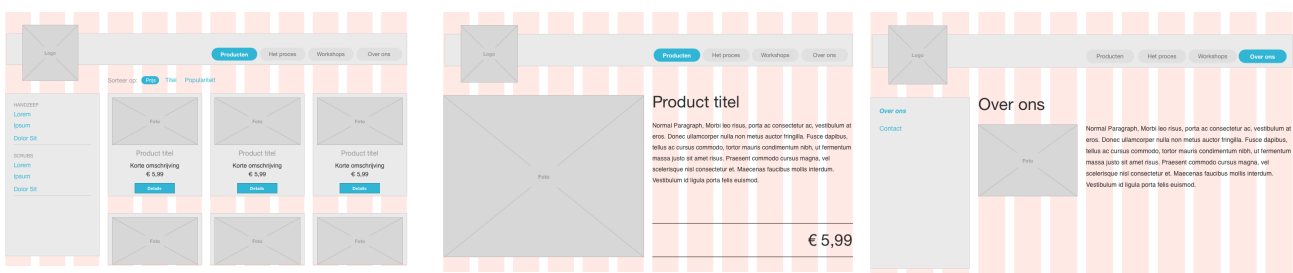 Logo
Producten Het proces Workshops Over ons
Sorteer op: Prijs Titel Populariteit
HANDZEEP
Lorem
Ipsum
Dolor Sit
SCRUBS
Lorem
Ipsum
Dolor Sit
Foto
Product titel
Korte omschrijving
€ 5,99
Details
Foto
Product titel
Korte omschrijving
€ 5,99
Details
Foto
Product titel
Korte omschrijving
€ 5,99
Details
Foto
Foto
Foto
Logo
Producten Het proces Workshops Over ons
Foto
Product titel
Normal Paragraph, Morbi leo risus, porta ac consectetur ac, vestibulum at
eros. Donec ullamcorper nulla non metus auctor fringilla. Fusce dapibus,
tellus ac cursus commodo, tortor mauris condimentum nibh, ut fermentum
massa justo sit amet risus. Praesent commodo cursus magna, vel
scelerisque nisl consectetur et. Maecenas faucibus mollis interdum.
Vestibulum id ligula porta felis euismod.
€ 5,99
Logo
Producten Het proces Workshops Over ons
Over ons
Contact
Over ons
Foto
Normal Paragraph, Morbi leo risus, porta ac consectetur ac, vestibulum at
eros. Donec ullamcorper nulla non metus auctor fringilla. Fusce dapibus,
tellus ac cursus commodo, tortor mauris condimentum nibh, ut fermentum
massa justo sit amet risus. Praesent commodo cursus magna, vel
scelerisque nisl consectetur et. Maecenas faucibus mollis interdum.
Vestibulum id ligula porta felis euismod.